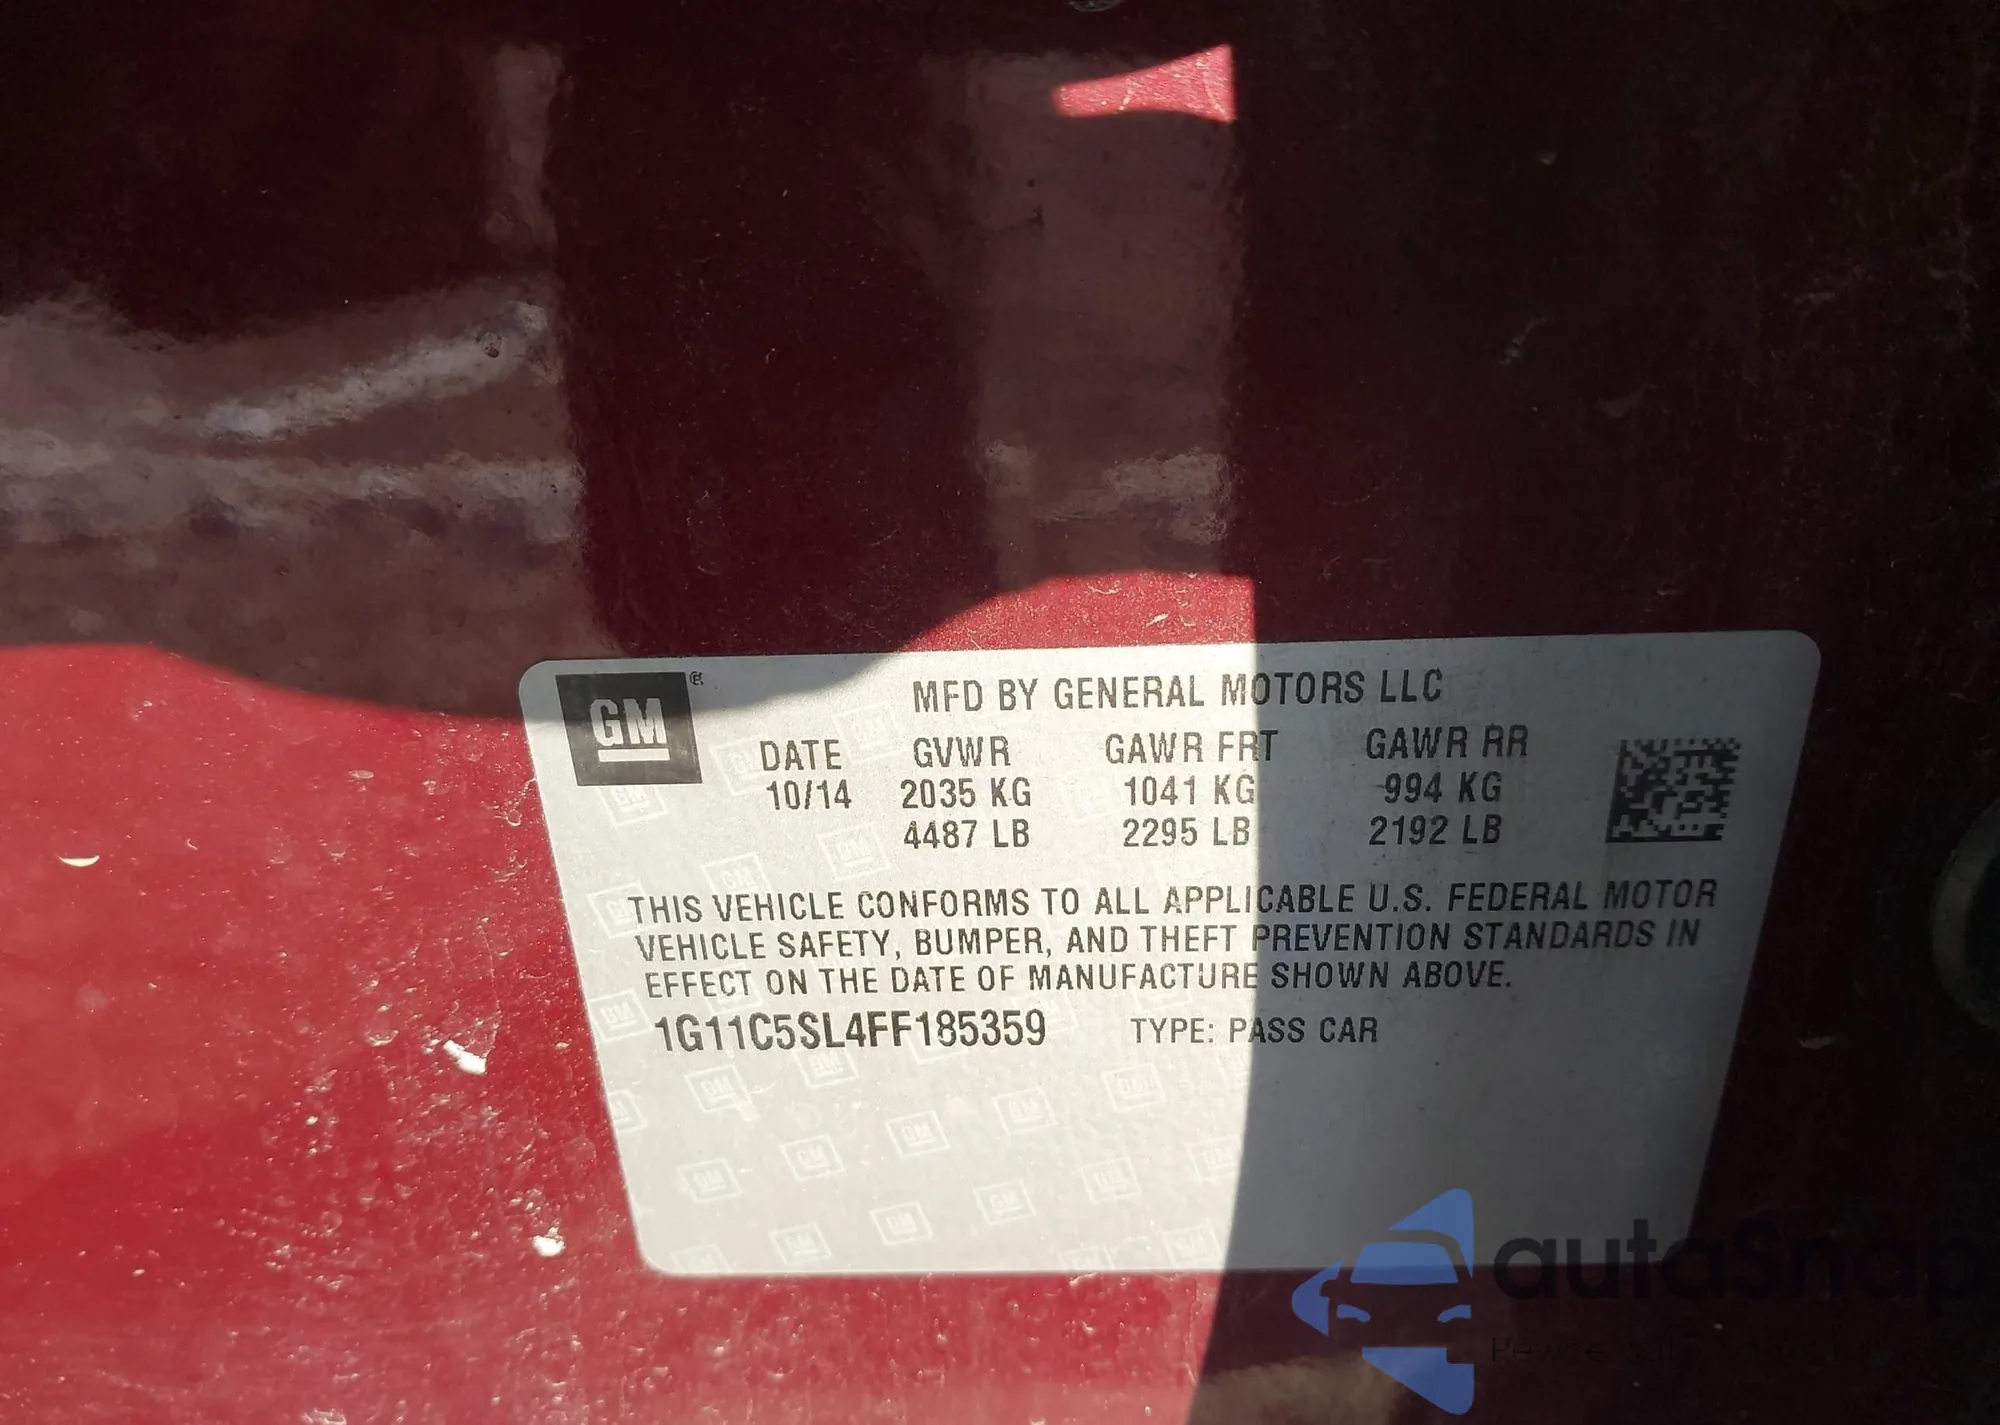 GM
MFD BY GENERAL MOTORS LLC
DATE GVWR GAWR FRT GAWR RR
10/14 2035 KG 1041 KG 994 KG
4487 LB 2295 LB 2192 LB
THIS VEHICLE CONFORMS TO ALL APPLICABLE U.S. FEDERAL MOTOR
VEHICLE SAFETY, BUMPER, AND THEFT PREVENTION STANDARDS IN
EFFECT ON THE DATE OF MANUFACTURE SHOWN ABOVE.
1G11C5SL4FF185359 TYPE: PASS CAR
autoSnap